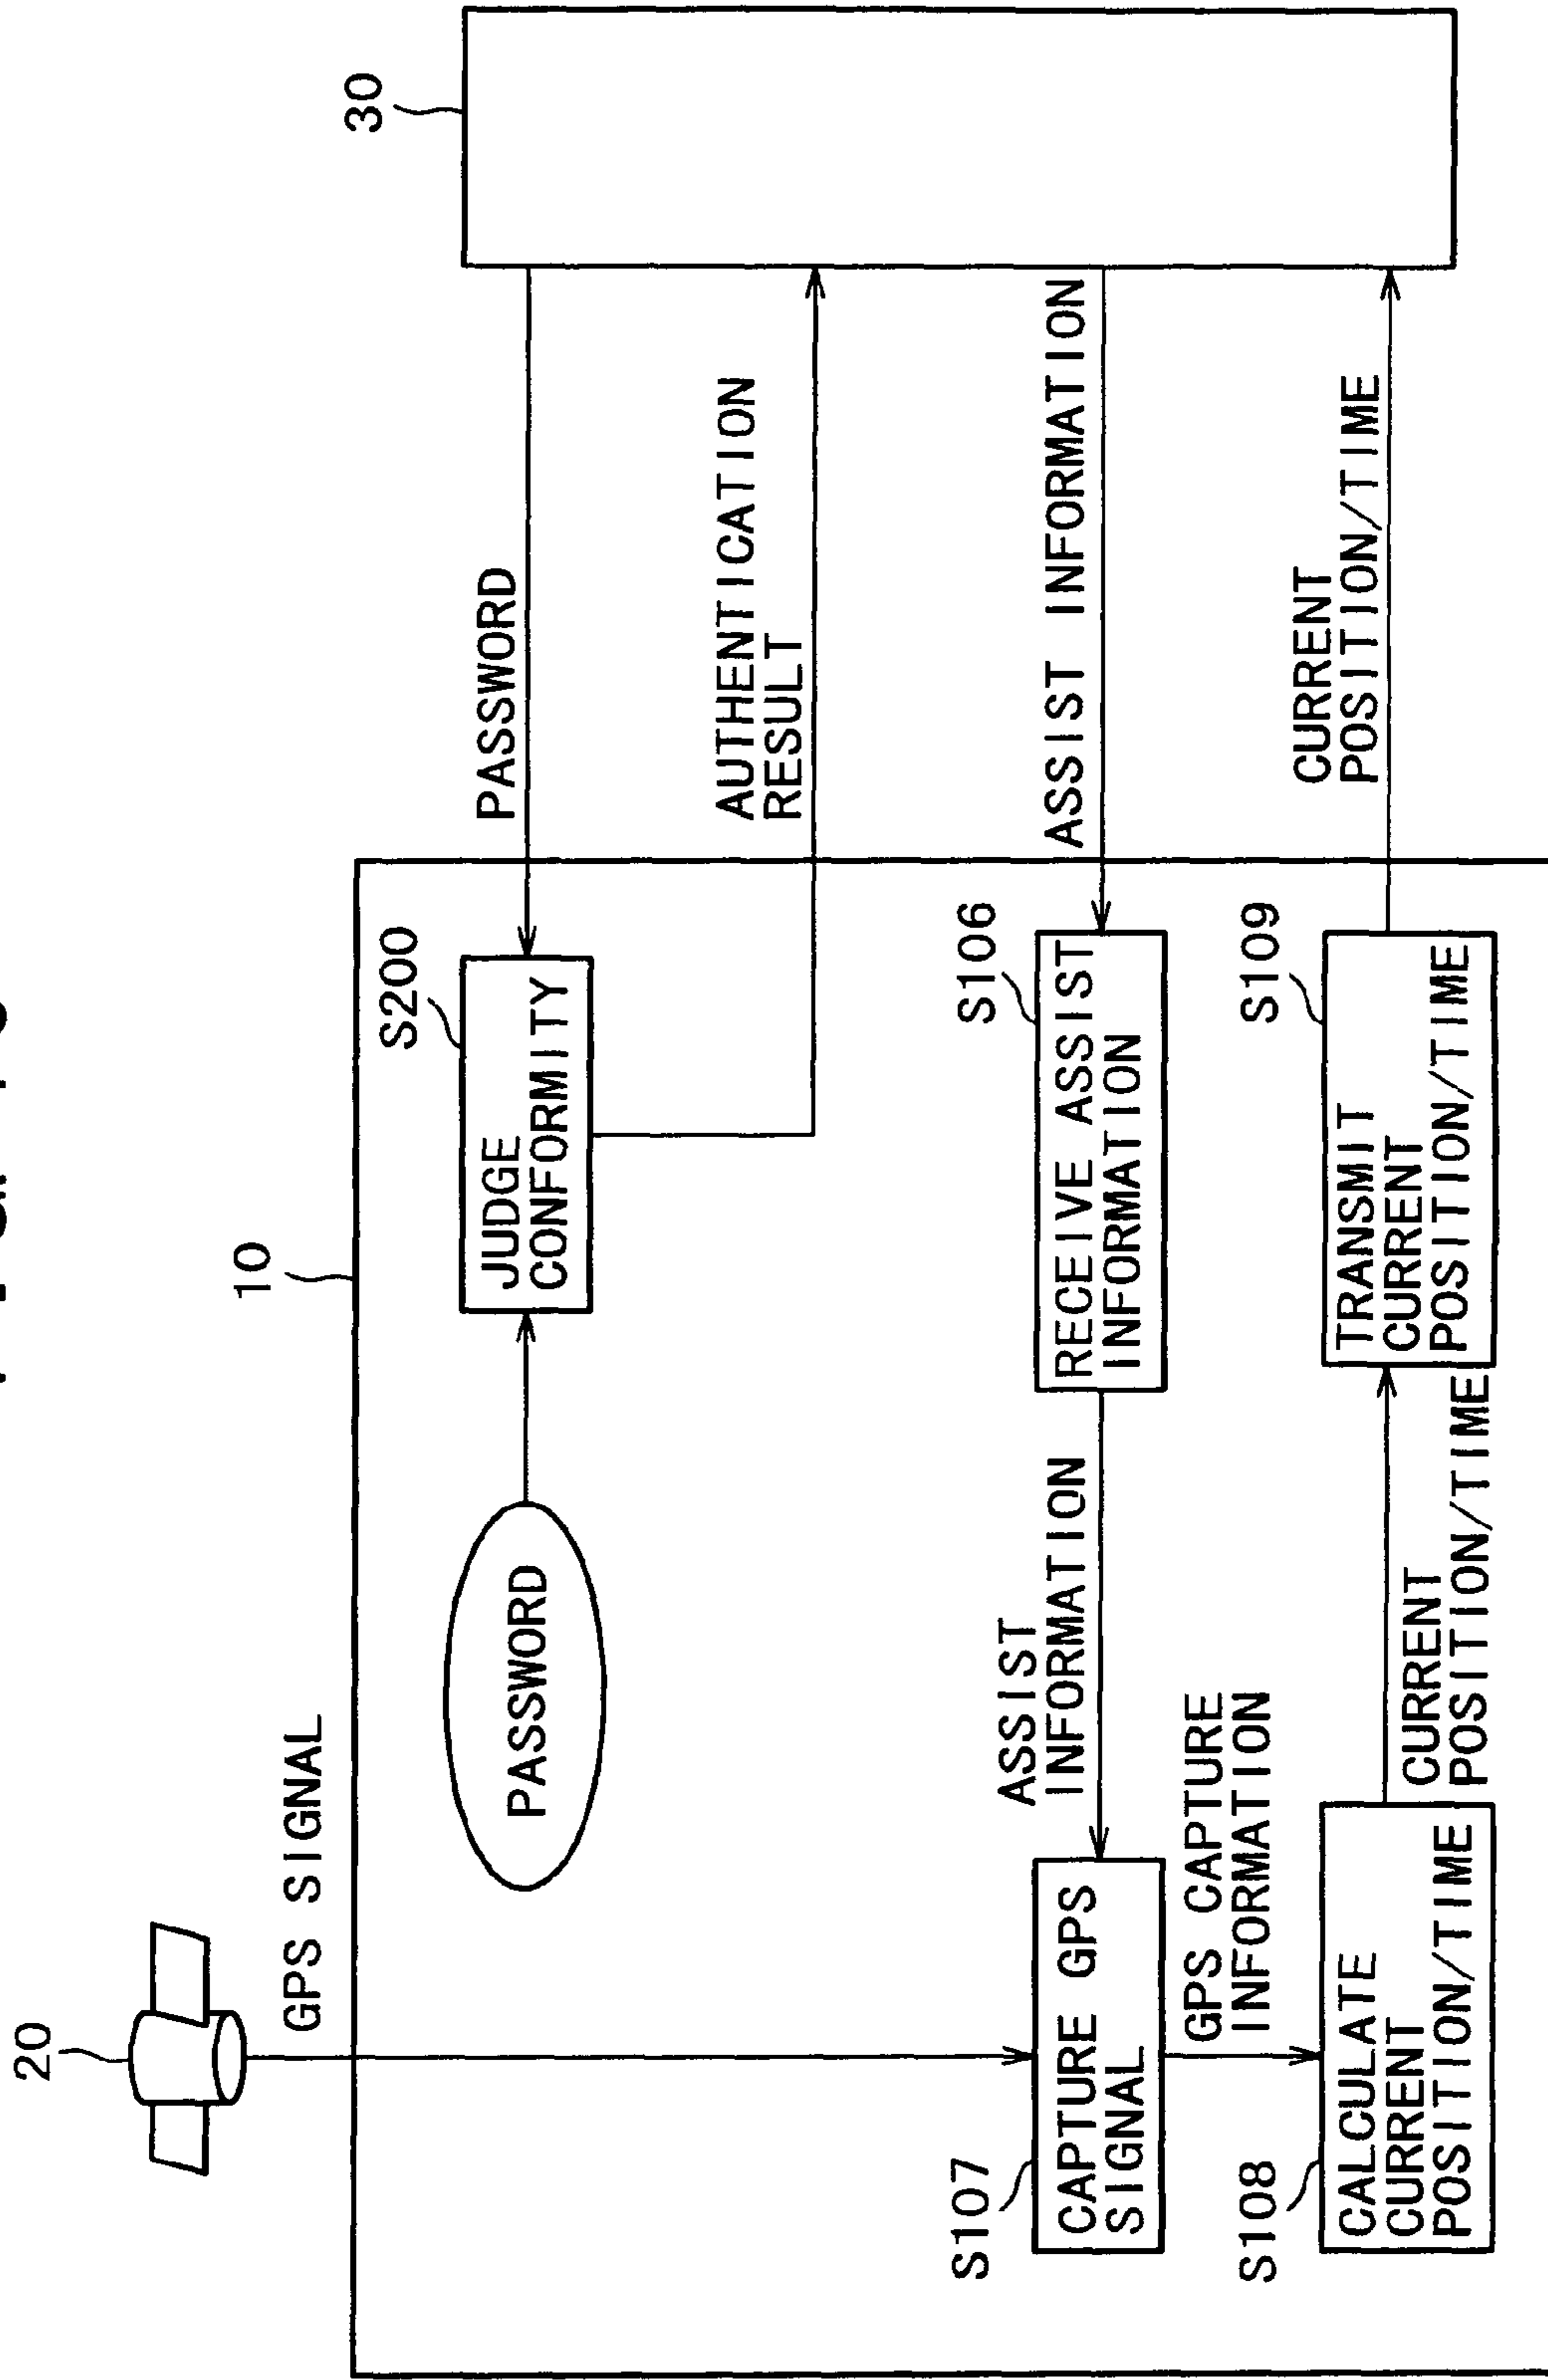 20
GPS SIGNAL
10
30
PASSWORD
S200
JUDGE
CONFORMITY
PASSWORD
AUTHENTICATION
RESULT
S107
CAPTURE GPS
SIGNAL
ASSIST
INFORMATION
S106
RECEIVE ASSIST
INFORMATION
ASSIST INFORMATION
GPS CAPTURE
INFORMATION
S108
CALCULATE
CURRENT
POSITION/TIME
CURRENT
POSITION/TIME
S109
TRANSMIT
CURRENT
POSITION/TIME
CURRENT
POSITION/TIME